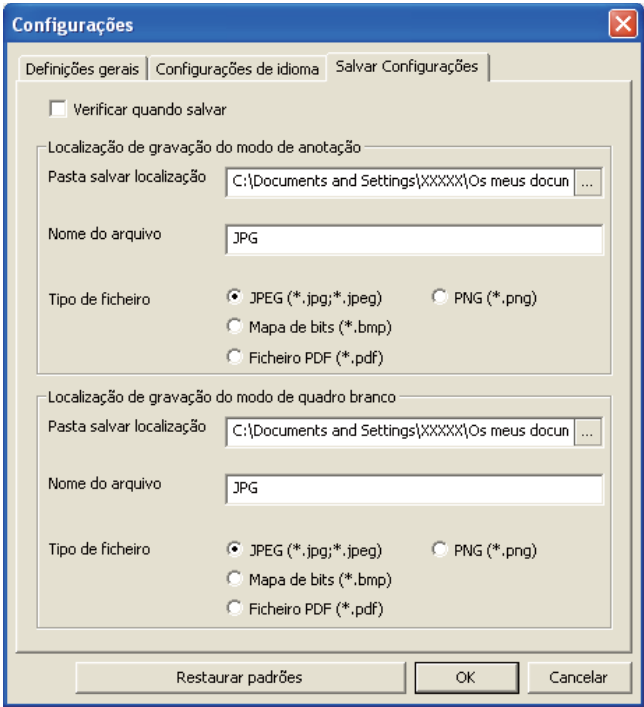 Configurações
Definições gerais
Configurações de idioma
Salvar Configurações
Verificar quando salvar
Localização de gravação do modo de anotação
Pasta salvar localização
C:\Documents and Settings\XXXXX\Os meus docun
...
Nome do arquivo
JPG
Tipo de ficheiro
JPEG (*.jpg;*.jpeg)
PNG (*.png)
Mapa de bits (*.bmp)
Ficheiro PDF (*.pdf)
Localização de gravação do modo de quadro branco
Pasta salvar localização
C:\Documents and Settings\XXXXX\Os meus docun
...
Nome do arquivo
JPG
Tipo de ficheiro
JPEG (*.jpg;*.jpeg)
PNG (*.png)
Mapa de bits (*.bmp)
Ficheiro PDF (*.pdf)
Restaurar padrões
OK
Cancelar